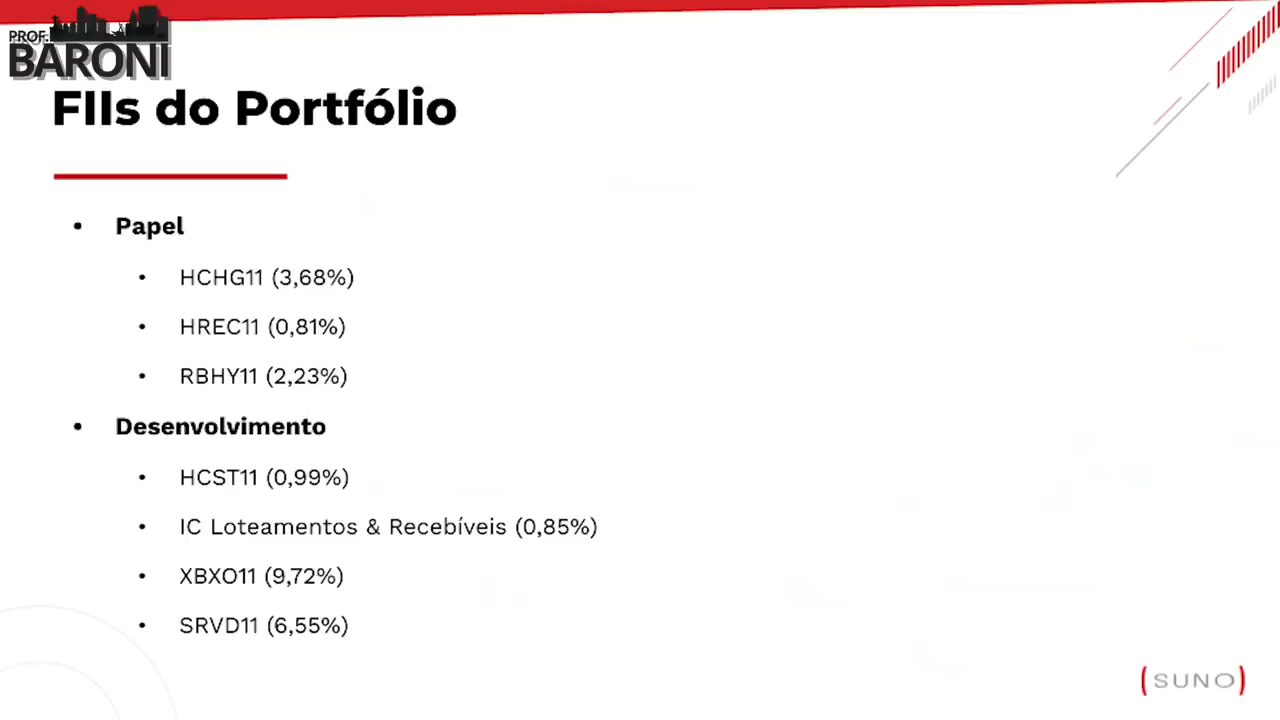 PROF.
BARONI
FIIs do Portfólio
• Papel
• HCHG11 (3,68%)
• HREC11 (0,81%)
• RBHY11 (2,23%)
• Desenvolvimento
• HCST11 (0,99%)
• IC Loteamentos & Recebíveis (0,85%)
• XBXO11 (9,72%)
• SRVD11 (6,55%)
(SUNO)